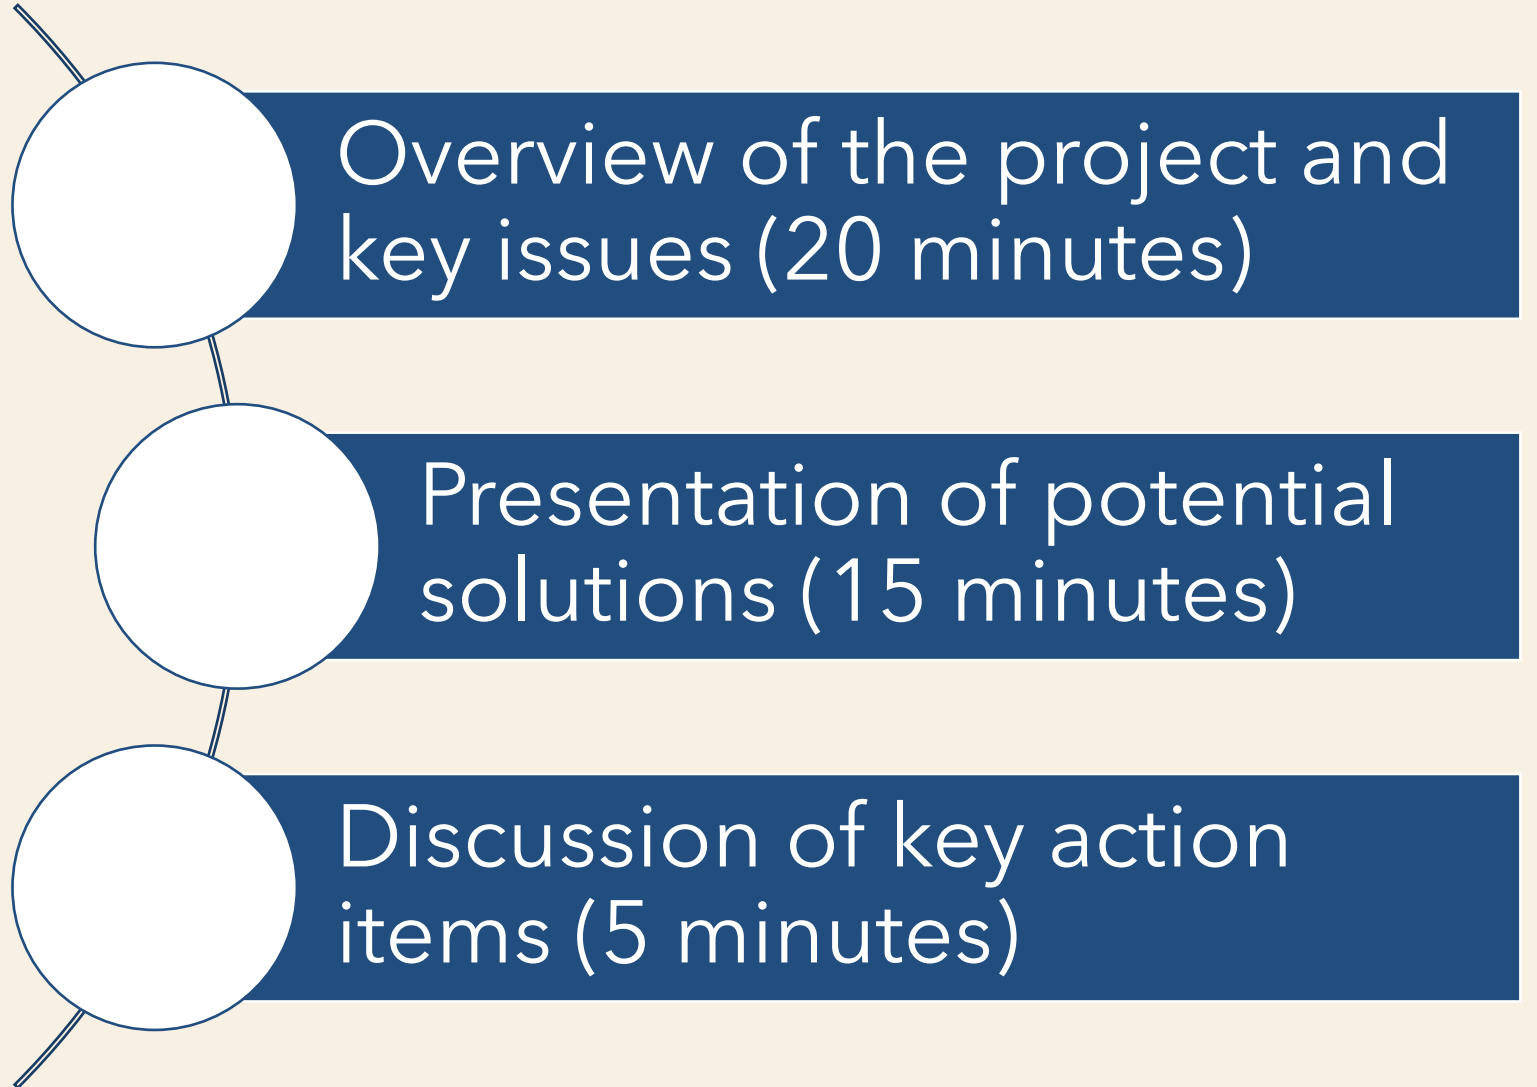 Overview of the project and
key issues (20 minutes)
Presentation of potential
solutions (15 minutes)
Discussion of key action
items (5 minutes)